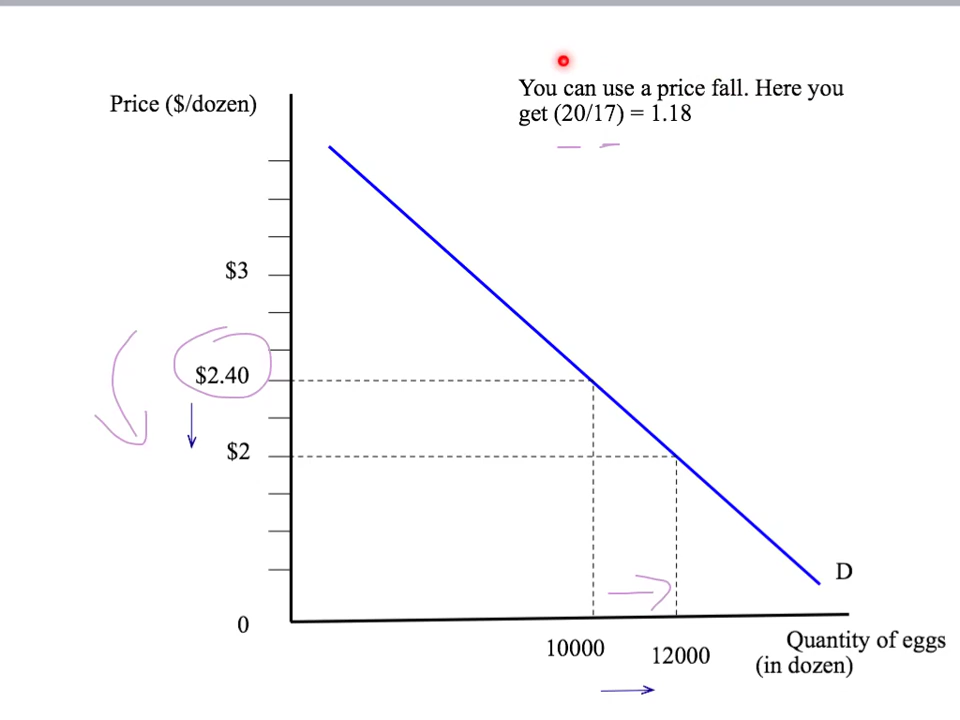 You can use a price fall. Here you
get (20/17) = 1.18
Price ($/dozen)
$3
$2.40
$2
0
10000
12000
D
Quantity of eggs
(in dozen)